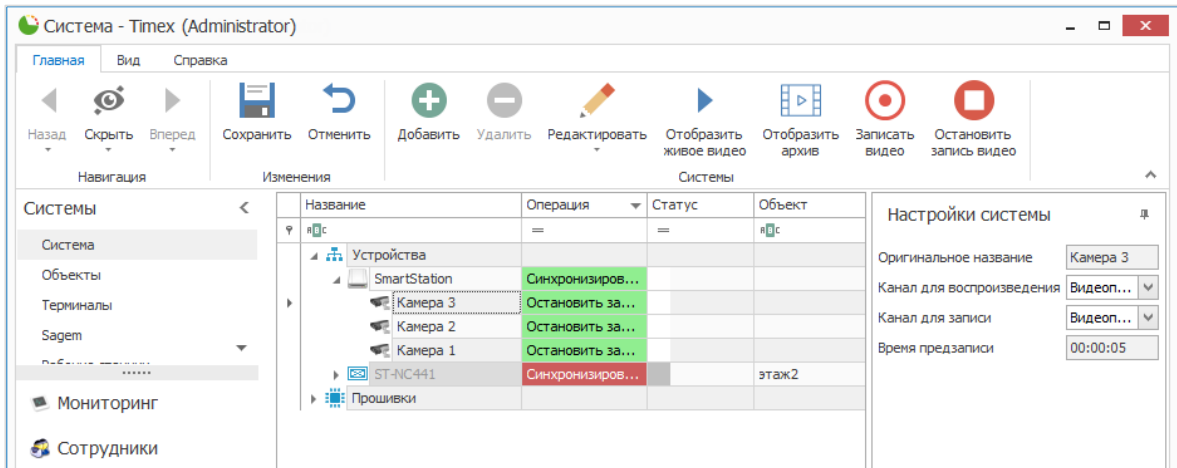 Система - Timex (Administrator)
Главная Вид Справка
Назад Скрыть Вперед Сохранить Отменить Добавить Удалить Редактировать Отобразить живое видео Отобразить архив Записать видео Остановить запись видео
Навигация Изменения Системы
Системы
Система
Объекты
Терминалы
Sagem
Мониторинг
Сотрудники
Название Операция Статус Объект
Устройства
SmartStation Синхронизиров...
Камера 3 Остановить за...
Камера 2 Остановить за...
Камера 1 Остановить за...
ST-NC441 Синхронизиров... этаж2
Прошивки
Настройки системы
Оригинальное название Камера 3
Канал для воспроизведения Видеоп...
Канал для записи Видеоп...
Время предзаписи 00:00:05